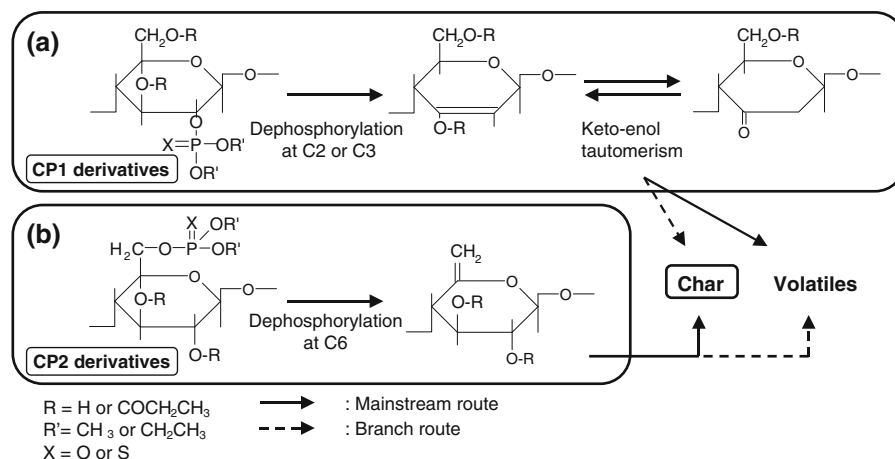 (a)
CH₂O-R
O
O
O-R
O
X=P
OR'
OR'
CP1 derivatives
Dephosphorylation
at C2 or C3
CH₂O-R
O
O
O-R
Keto-enol
tautomerism
CH₂O-R
O
O
O
(b)
X
OR'
H₂C O P OR'
O
O
O-R
O-R
CP2 derivatives
Dephosphorylation
at C6
CH₂
O
O
O-R
O-R
Char
Volatiles
R = H or COCH₂CH₃
R'= CH₃ or CH₂CH₃
X = O or S
: Mainstream route
: Branch route